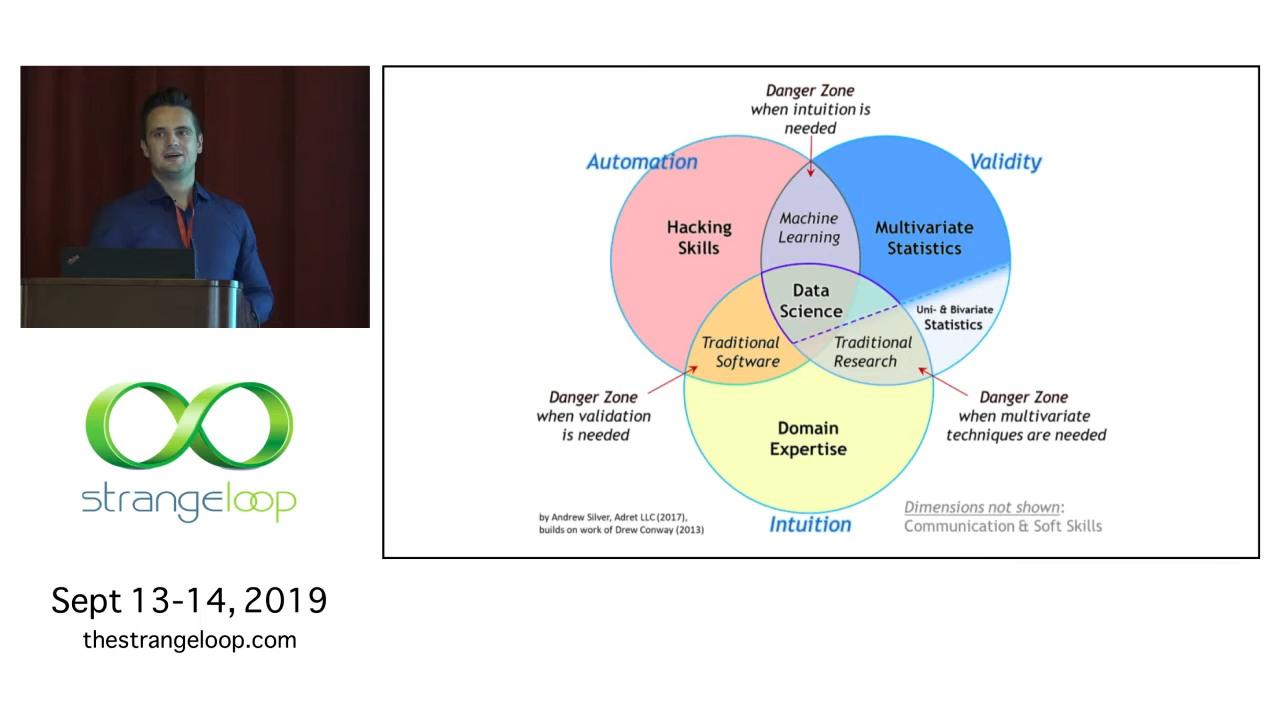 Danger Zone
when intuition is
needed
Automation
Validity
Hacking
Skills
Machine
Learning
Multivariate
Statistics
Data
Science
Uni- & Bivariate
Statistics
Traditional
Software
Traditional
Research
Danger Zone
when validation
is needed
Danger Zone
when multivariate
techniques are needed
Domain
Expertise
by Andrew Silver, Adret LLC (2017),
builds on work of Drew Conway (2013)
Intuition
Dimensions not shown:
Communication & Soft Skills
strangeloop
Sept 13-14, 2019
thestrangeloop.com